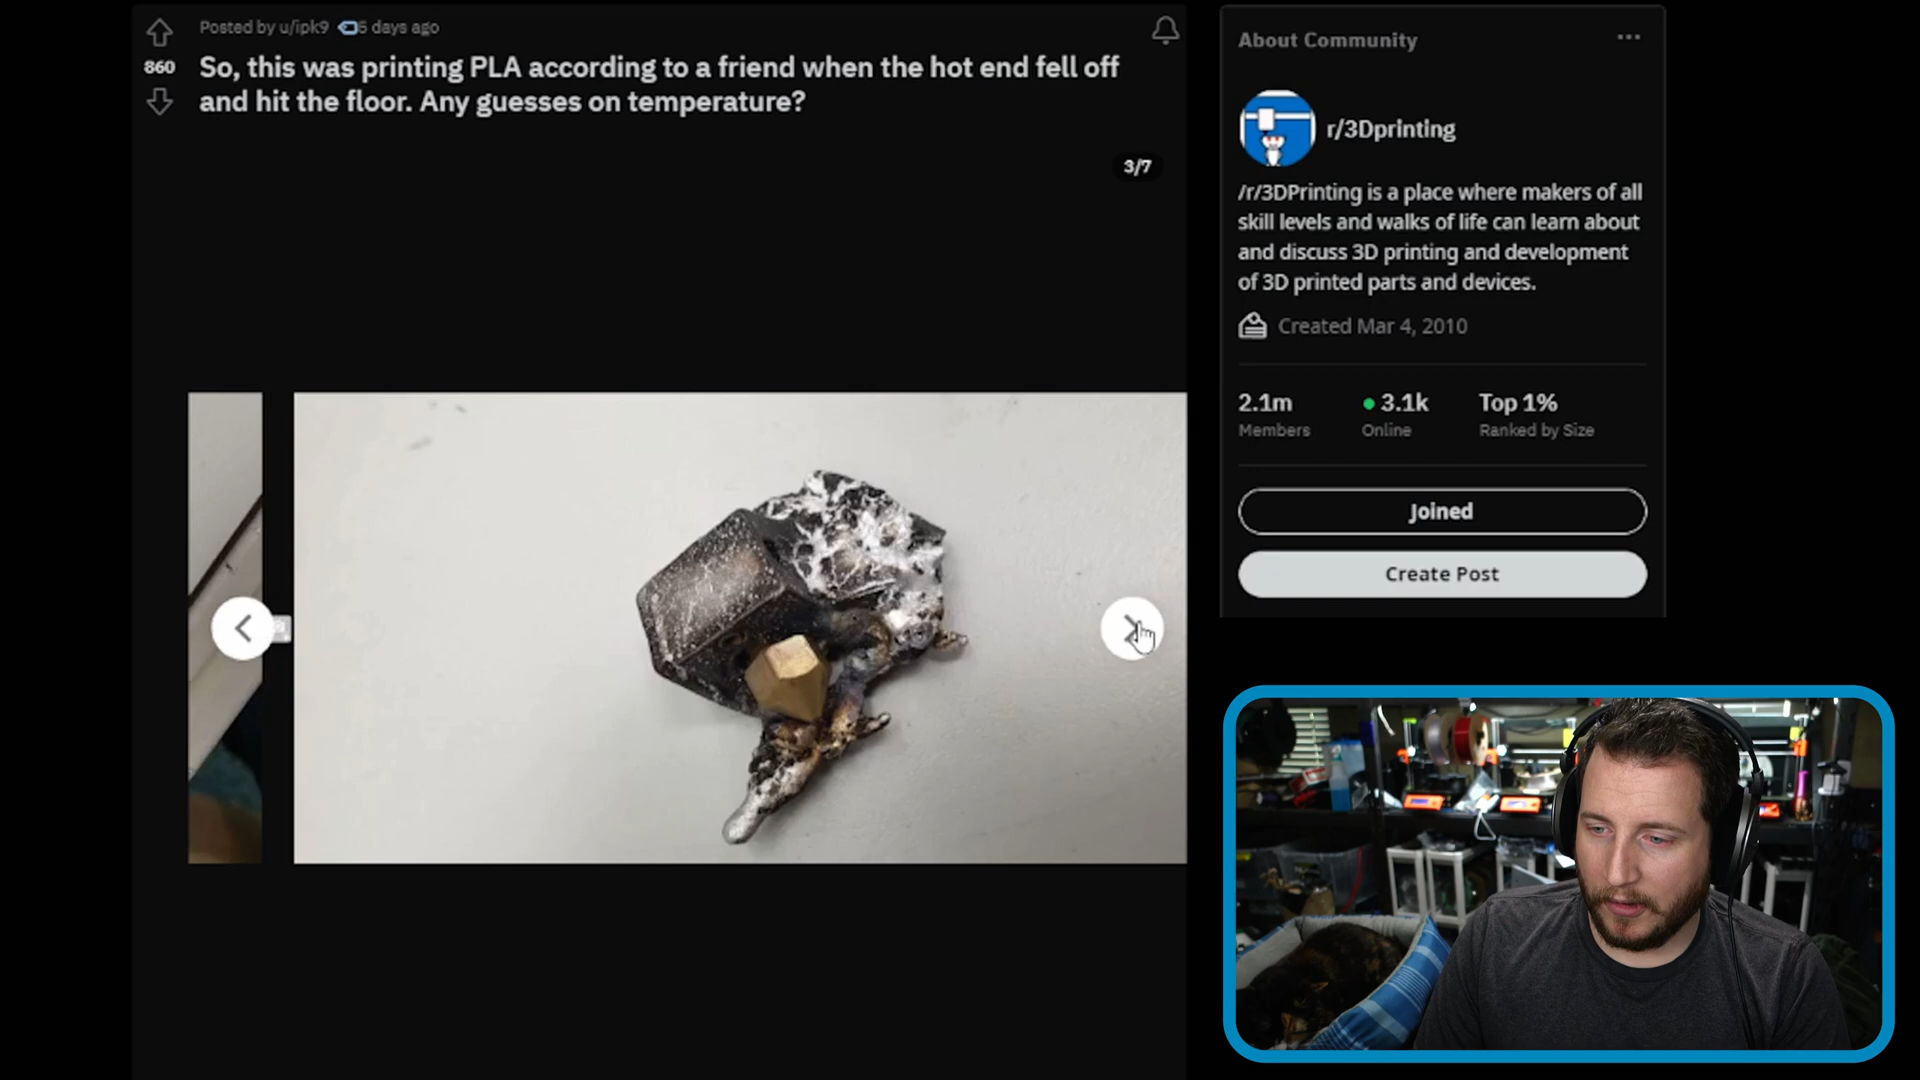 Posted by u/ipk9 5 days ago
860
So, this was printing PLA according to a friend when the hot end fell off
and hit the floor. Any guesses on temperature?
3/7
About Community
r/3Dprinting
/r/3DPrinting is a place where makers of all
skill levels and walks of life can learn about
and discuss 3D printing and development
of 3D printed parts and devices.
Created Mar 4, 2010
2.1m
Members
3.1k
Online
Top 1%
Ranked by Size
Joined
Create Post